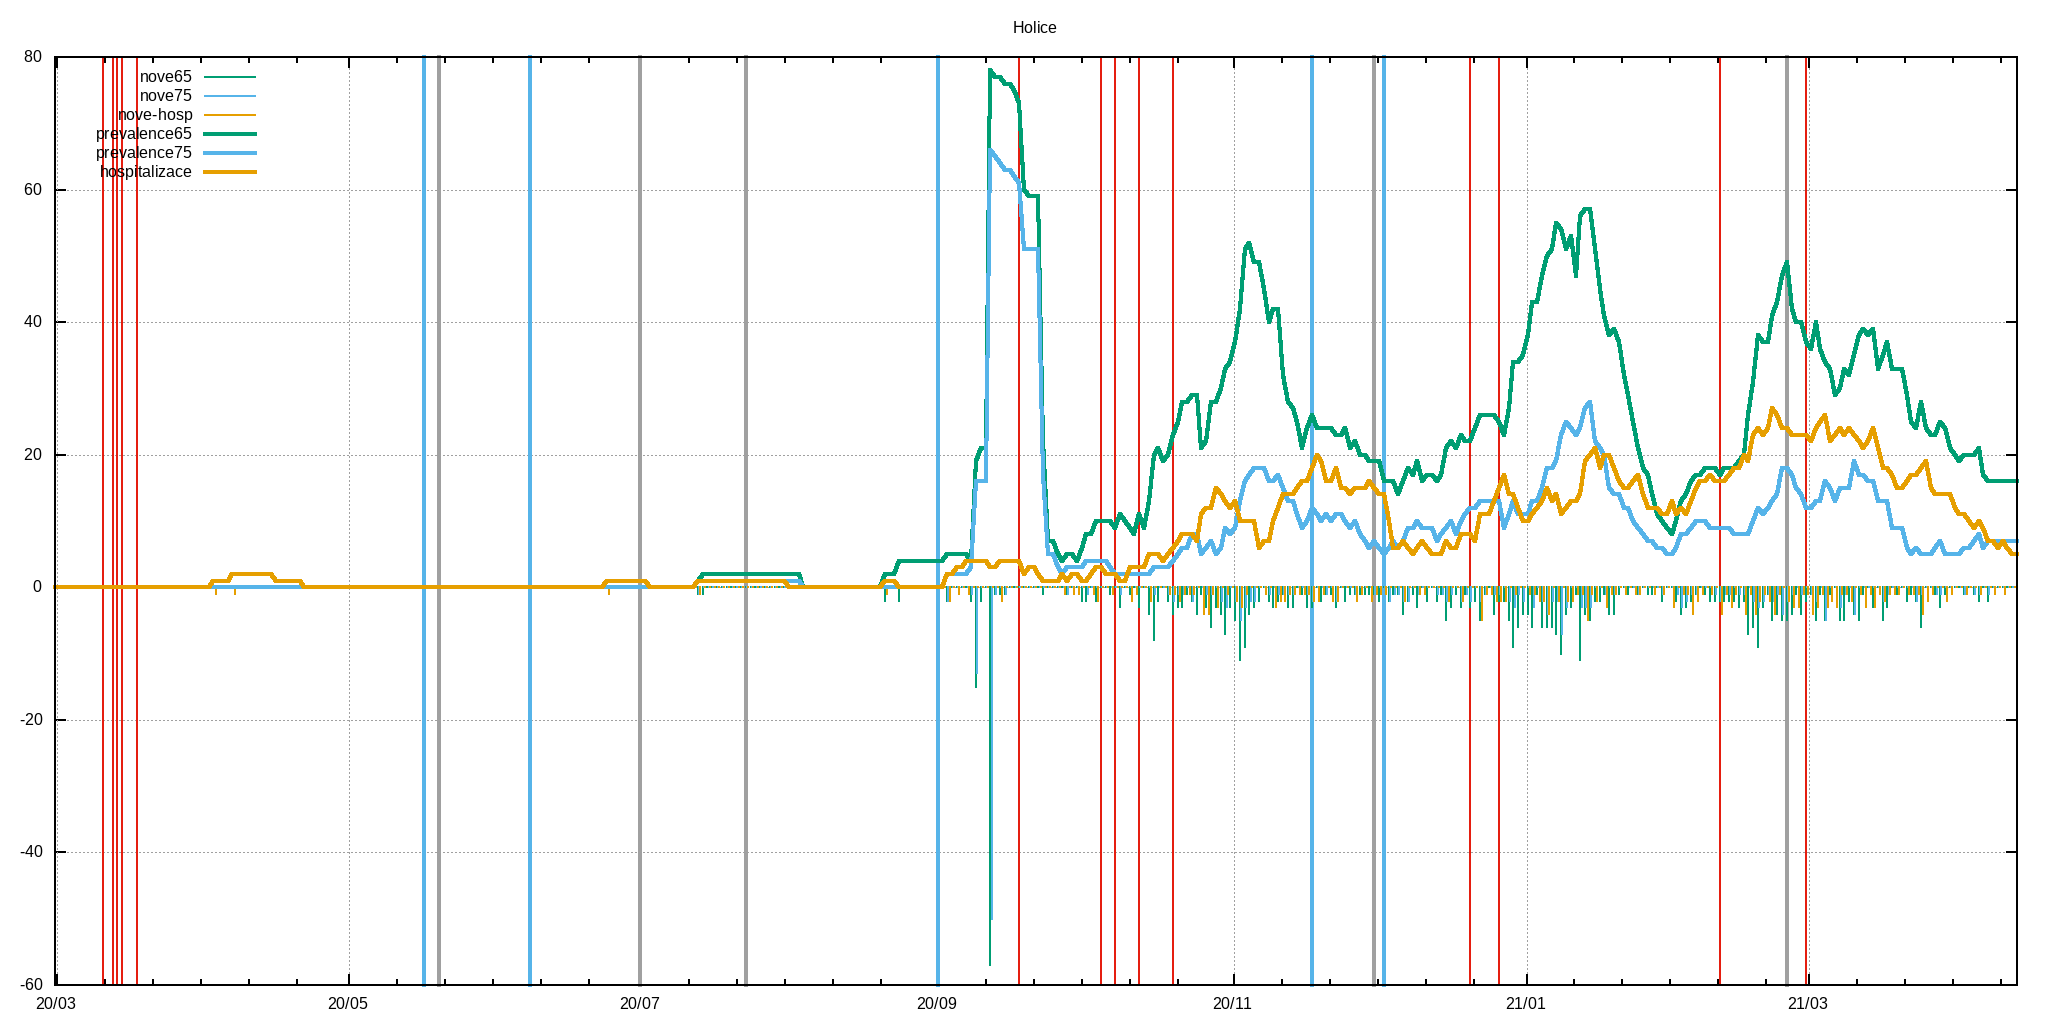 Holice
80
nove65
nove75
nove-hosp
prevalence65
prevalence75
hospitalizace
60
40
20
0
-20
-40
-60
20/03 20/05 20/07 20/09 20/11 21/01 21/03